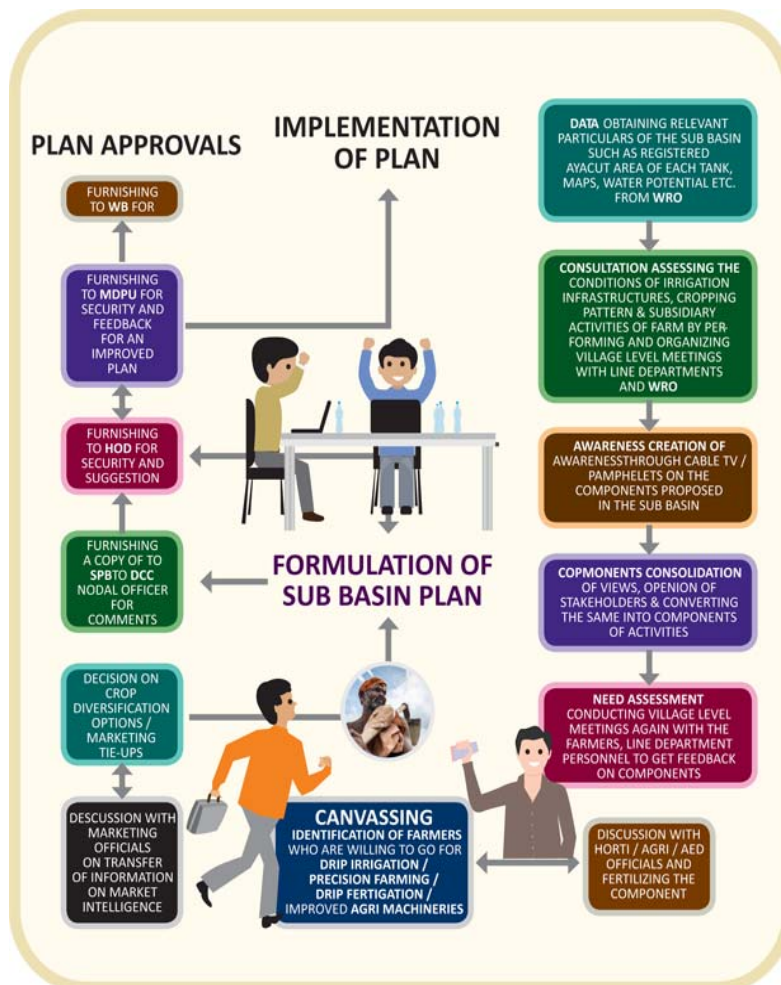 PLAN APPROVALS
FURNISHING
TO WB FOR
FURNISHING
TO MDPU FOR
SECURITY AND
FEEDBACK
FOR AN
IMPROVED
PLAN
FURNISHING
TO HOD FOR
SECURITY AND
SUGGESTION
FURNISHING
A COPY OF TO
SPBTO DCC
NODAL OFFICER
FOR
COMMENTS
DECISION ON
CROP
DIVERSIFICATION
OPTIONS /
MARKETING
TIE-UPS
DESCUSSION WITH
MARKETING
OFFICIALS
ON TRANSFER
OF INFORMATION
ON MARKET
INTELLIGENCE
IMPLEMENTATION
OF PLAN
FORMULATION OF
SUB BASIN PLAN
CANVASSING
IDENTIFICATION OF FARMERS
WHO ARE WILLING TO GO FOR
DRIP IRRIGATION /
PRECISION FARMING /
DRIP FERTIGATION /
IMPROVED AGRI MACHINERIES
DATA OBTAINING RELEVANT
PARTICULARS OF THE SUB BASIN
SUCH AS REGISTERED
AYACUT AREA OF EACH TANK,
MAPS, WATER POTENTIAL ETC.
FROM WRO
CONSULTATION ASSESSING THE
CONDITIONS OF IRRIGATION
INFRASTRUCTURES, CROPPING
PATTERN & SUBSIDIARY
ACTIVITIES OF FARM BY PER-
FORMING AND ORGANIZING
VILLAGE LEVEL MEETINGS
WITH LINE DEPARTMENTS
AND WRO
AWARENESS CREATION OF
AWARENESSTHROUGH CABLE TV /
PAMPHELETS ON THE
COMPONENTS PROPOSED
IN THE SUB BASIN
COPMONENTS CONSOLIDATION
OF VIEWS, OPENION OF
STAKEHOLDERS & CONVERTING
THE SAME INTO COMPONENTS
OF ACTIVITIES
NEED ASSESSMENT
CONDUCTING VILLAGE LEVEL
MEETINGS AGAIN WITH THE
FARMERS, LINE DEPARTMENT
PERSONNEL TO GET FEEDBACK
ON COMPONENTS
DISCUSSION WITH
HORTI / AGRI / AED
OFFICIALS AND
FERTILIZING THE
COMPONENT